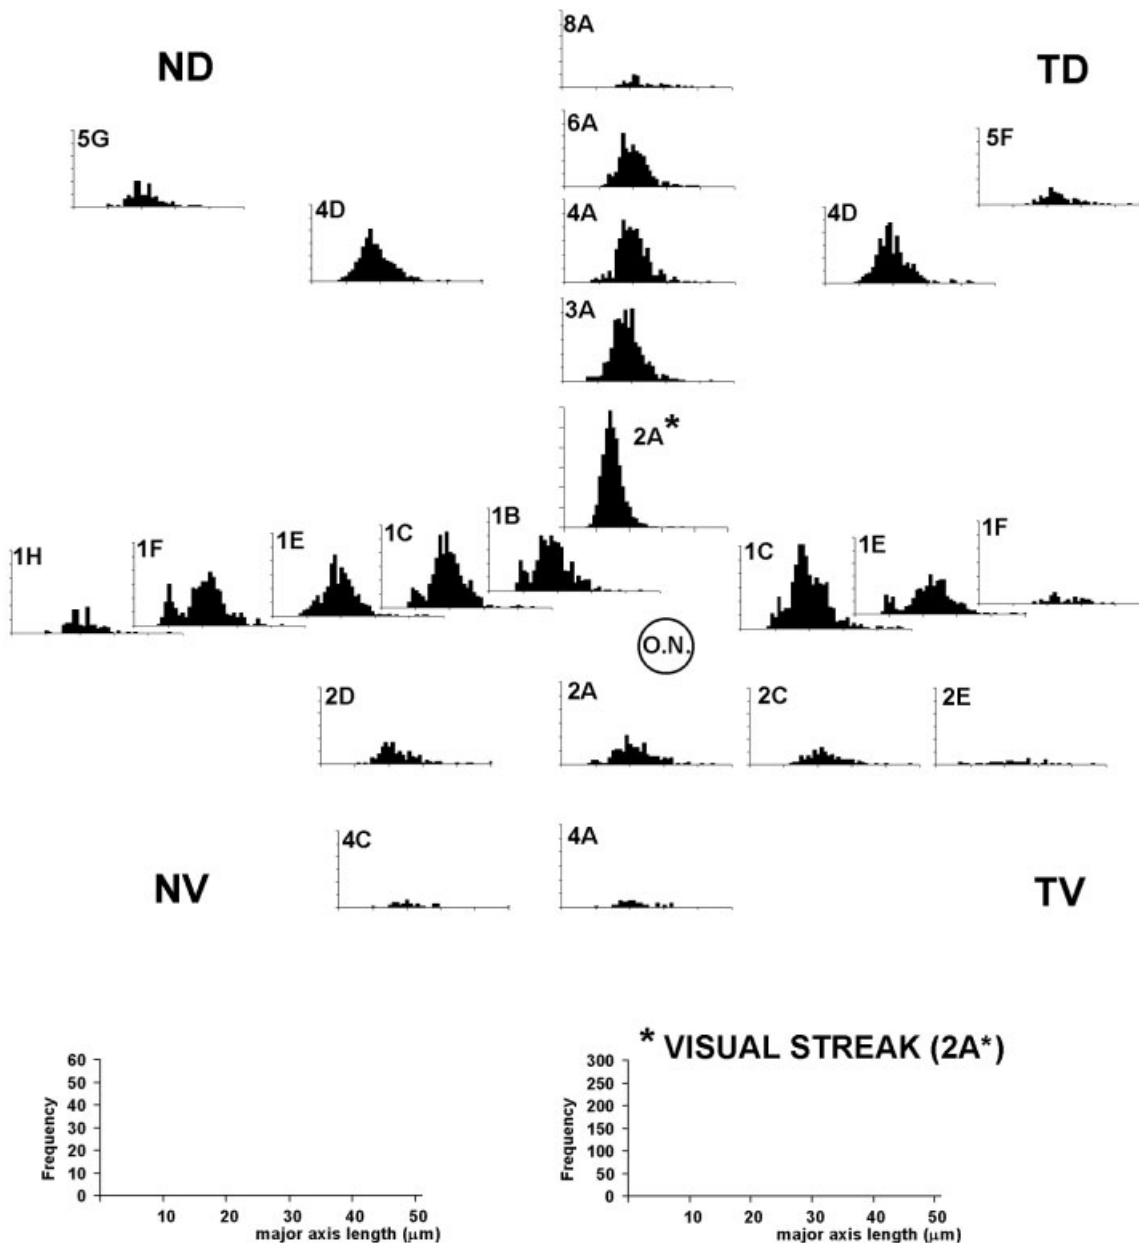 8A
ND
TD
6A
5G
5F
4D
4A
4D
3A
2A*
1B
1H
1F
1E
1C
1C
1E
1F
O.N.
2D
2A
2C
2E
4C
4A
NV
TV
* VISUAL STREAK (2A*)
60
50
40
30
20
10
0
Frequency
10 20 30 40 50
major axis length (μm)
300
250
200
150
100
50
0
Frequency
10 20 30 40 50
major axis length (μm)